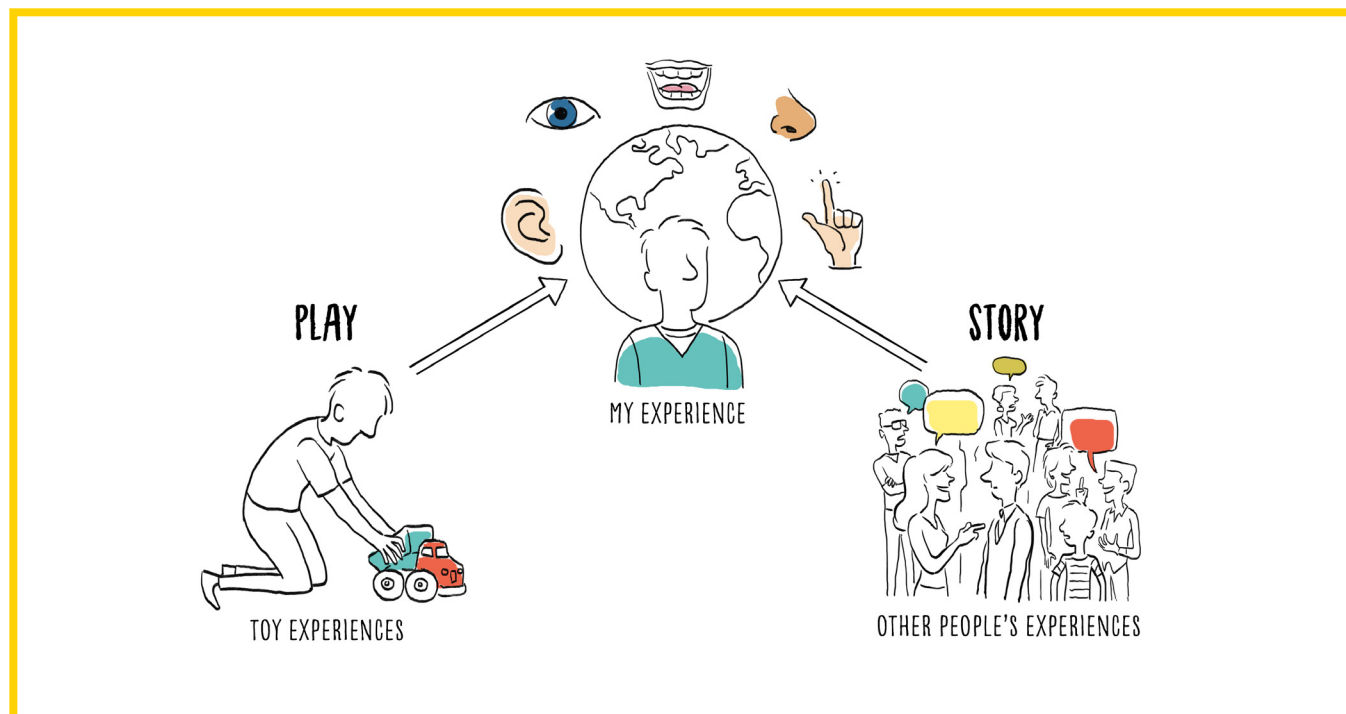 PLAY
STORY
MY EXPERIENCE
TOY EXPERIENCES
OTHER PEOPLE'S EXPERIENCES